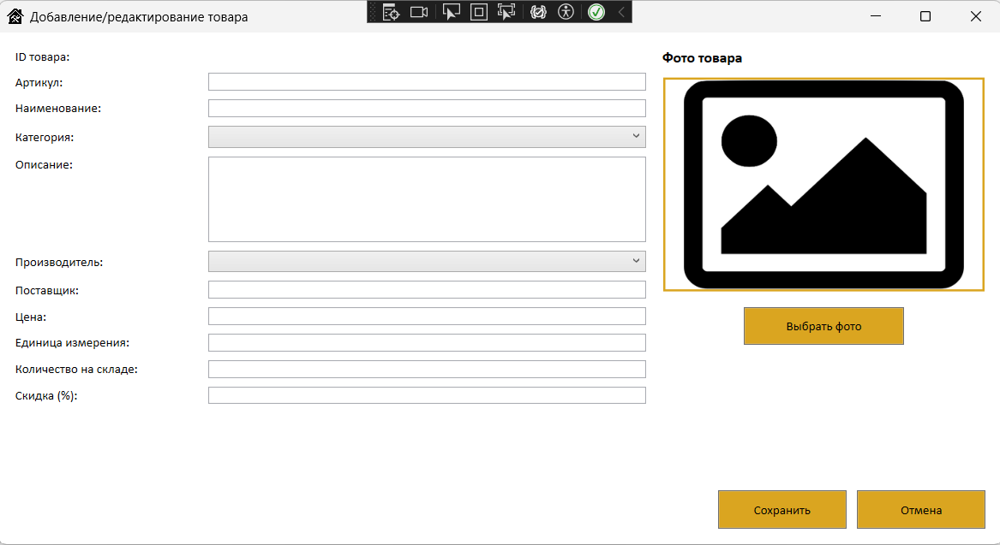 Добавление/редактирование товара
ID товара:
Артикул:
Наименование:
Категория:
Описание:
Производитель:
Поставщик:
Цена:
Единица измерения:
Количество на складе:
Скидка (%):
Фото товара
Выбрать фото
Сохранить
Отмена